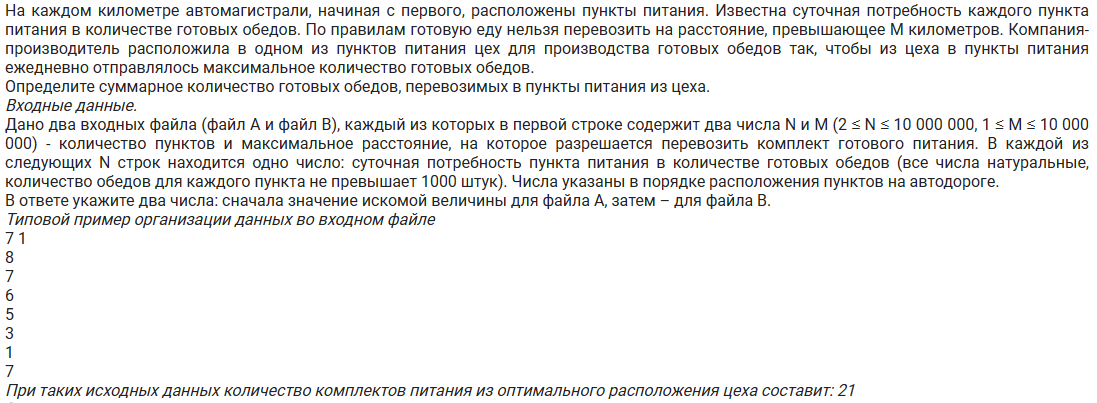 На каждом километре автомагистрали, начиная с первого, расположены пункты питания. Известна суточная потребность каждого пункта
питания в количестве готовых обедов. По правилам готовую еду нельзя перевозить на расстояние, превышающее M километров. Компания-
производитель расположила в одном из пунктов питания цех для производства готовых обедов так, чтобы из цеха в пункты питания
ежедневно отправлялось максимальное количество готовых обедов.
Определите суммарное количество готовых обедов, перевозимых в пункты питания из цеха.
Входные данные.
Дано два входных файла (файл A и файл B), каждый из которых в первой строке содержит два числа N и M (2 ≤ N ≤ 10 000 000, 1 ≤ M ≤ 10 000
000) - количество пунктов и максимальное расстояние, на которое разрешается перевозить комплект готового питания. В каждой из
следующих N строк находится одно число: суточная потребность пункта питания в количестве готовых обедов (все числа натуральные,
количество обедов для каждого пункта не превышает 1000 штук). Числа указаны в порядке расположения пунктов на автодороге.
В ответе укажите два числа: сначала значение искомой величины для файла А, затем – для файла B.
Типовой пример организации данных во входном файле
7 1
8
7
6
5
3
1
7
При таких исходных данных количество комплектов питания из оптимального расположения цеха составит: 21